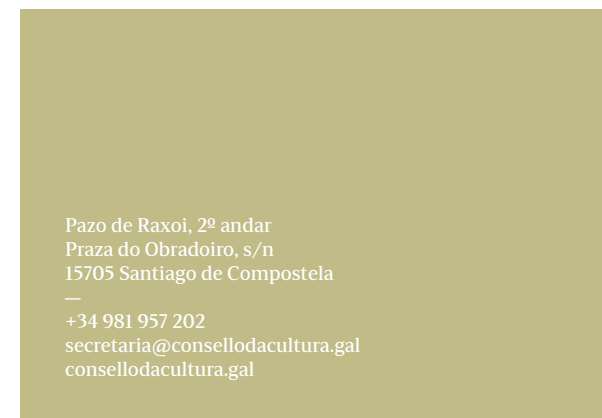 Pazo de Raxoi, 2º andar
Praza do Obradoiro, s/n
15705 Santiago de Compostela
—
+34 981 957 202
secretaria@consellodacultura.gal
consellodacultura.gal